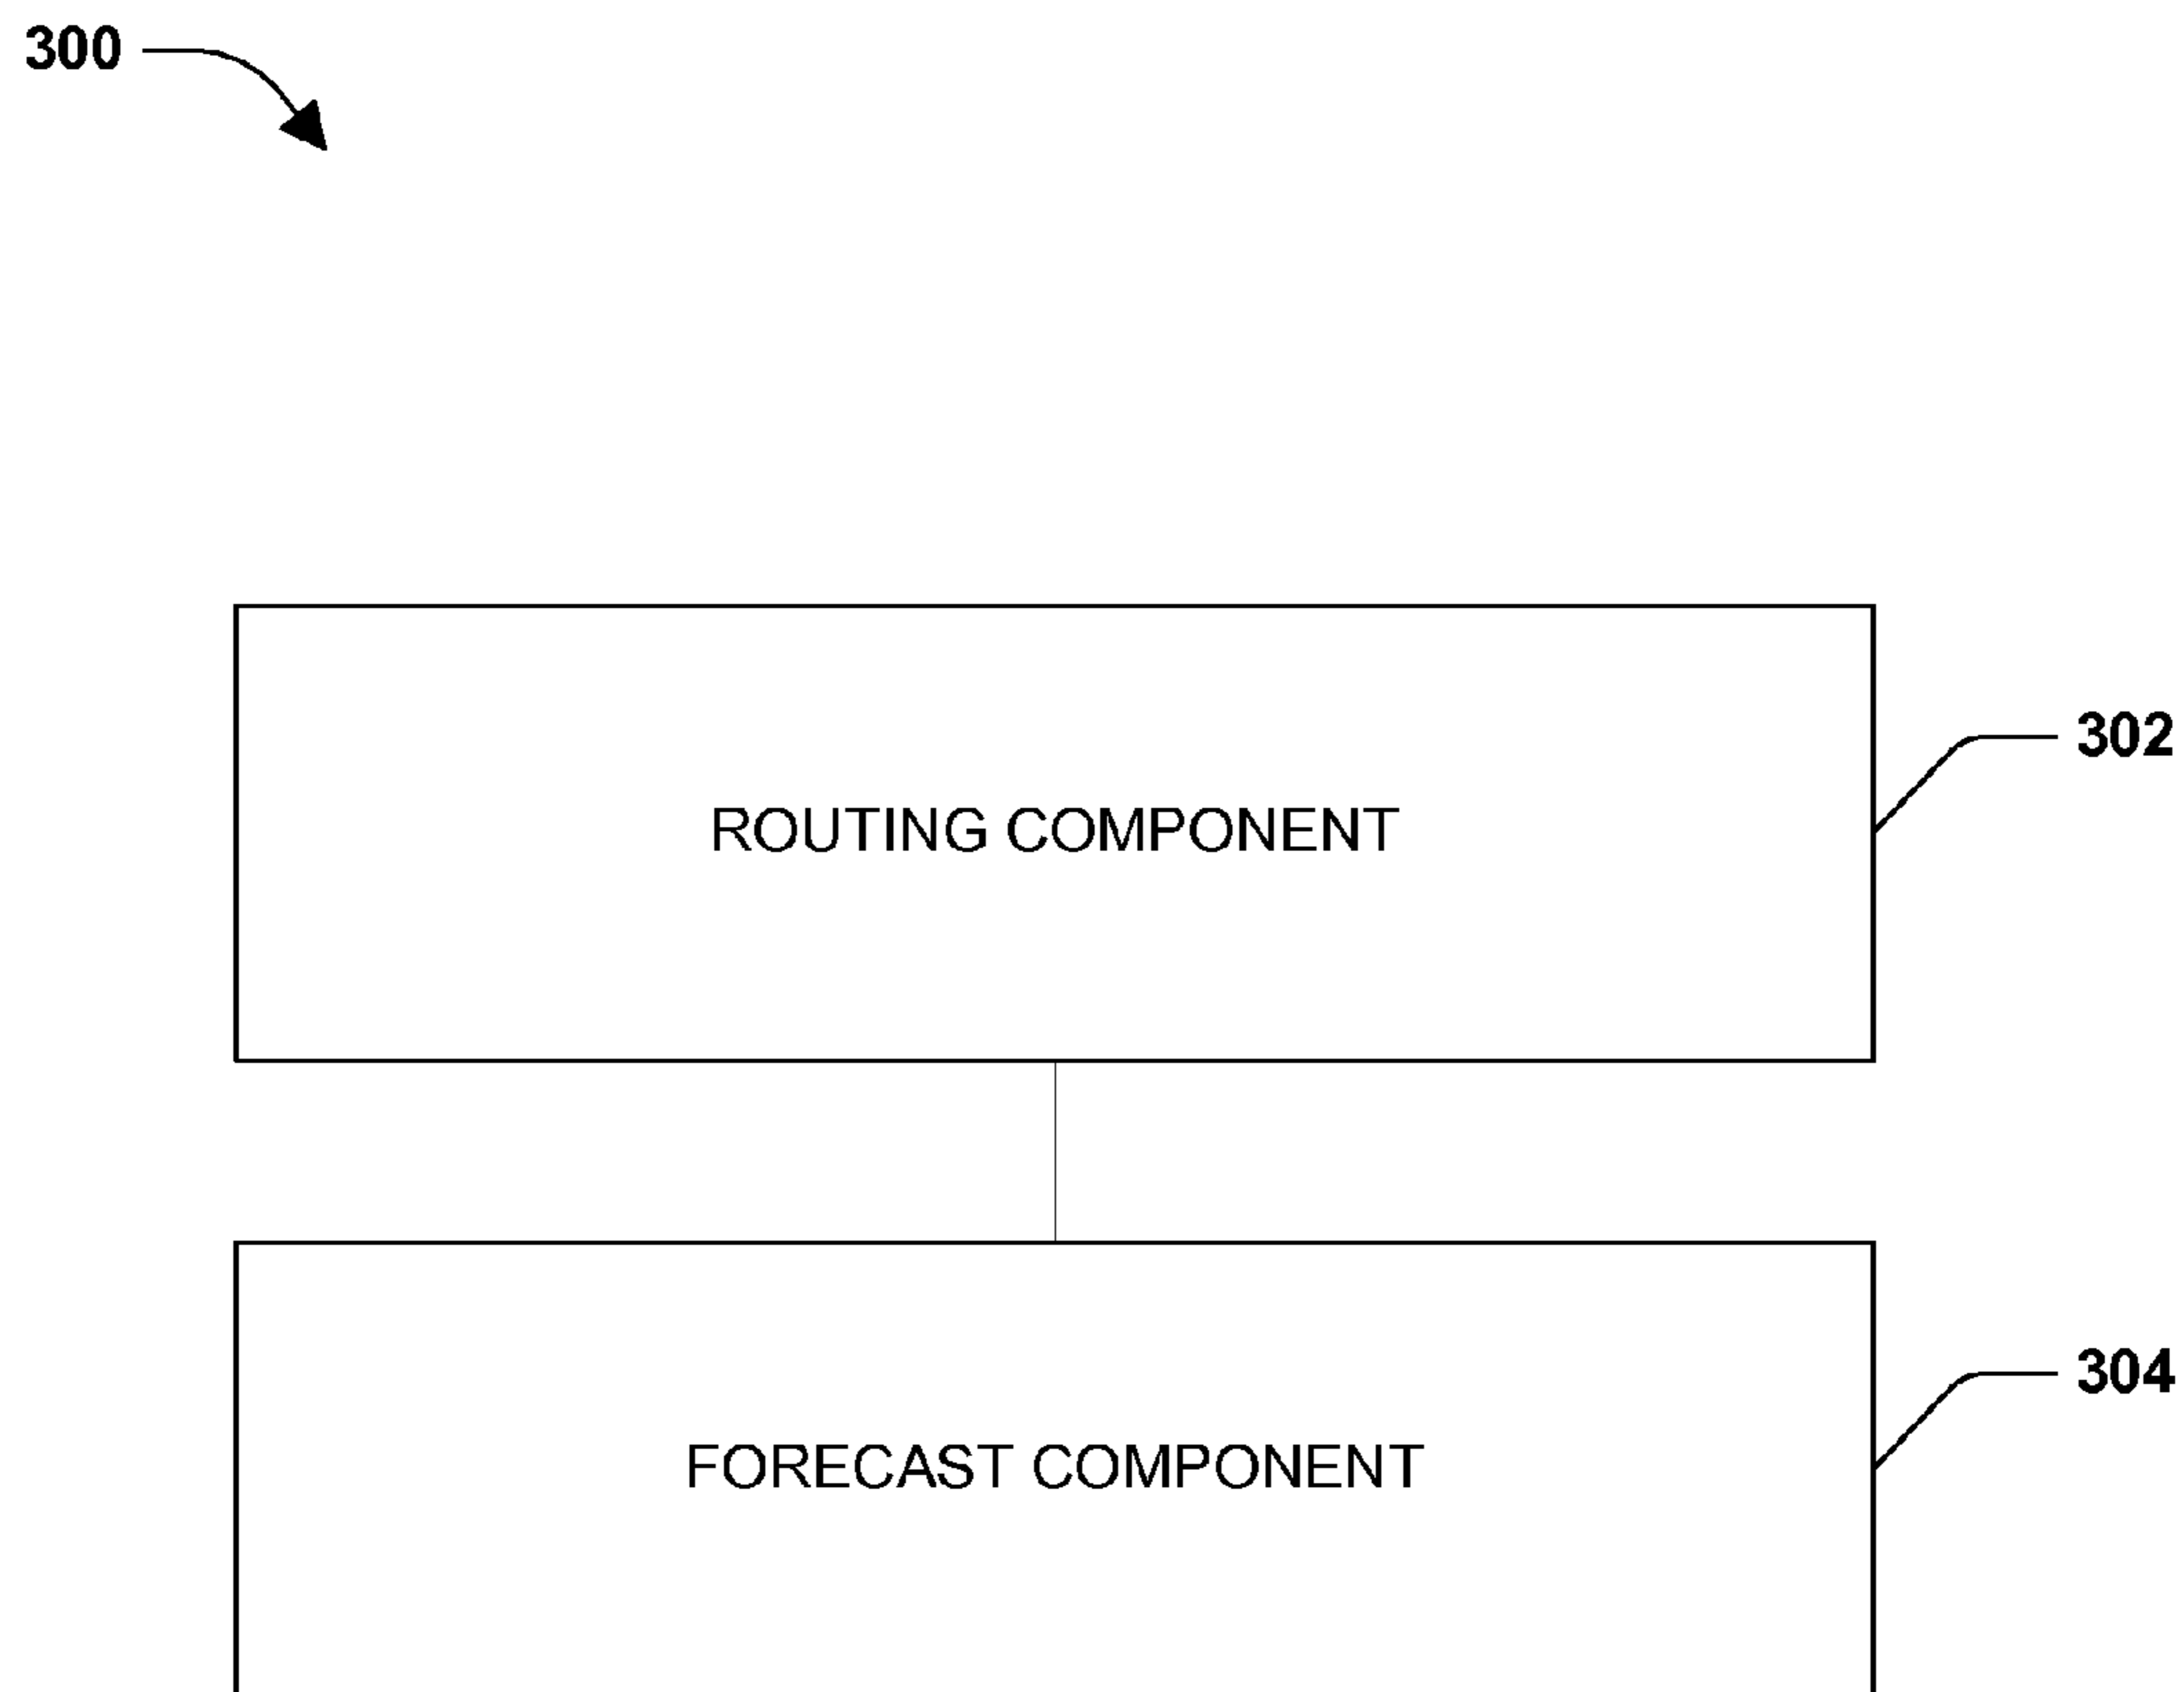 300
302
ROUTING COMPONENT
304
FORECAST COMPONENT